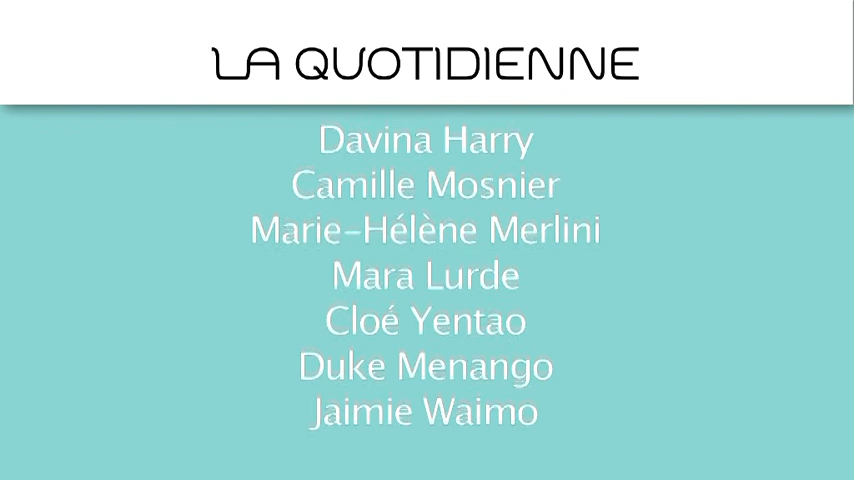 LA QUOTIDIENNE
Davina Harry
Camille Mosnier
Marie-Hélène Merlini
Mara Lurde
Cloé Yentao
Duke Menango
Jaimie Waimo